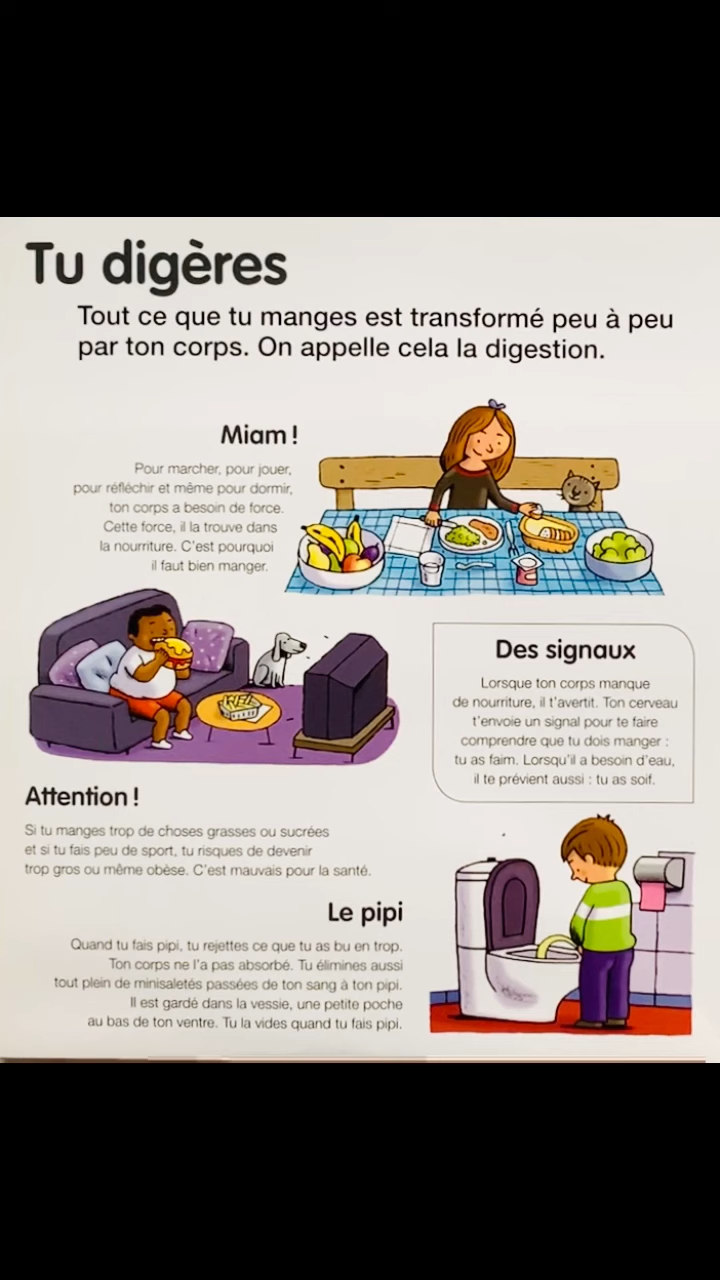 Tu digères
Tout ce que tu manges est transformé peu à peu
par ton corps. On appelle cela la digestion.
Miam !
Pour marcher, pour jouer,
pour réfléchir et même pour dormir,
ton corps a besoin de force.
Cette force, il la trouve dans
la nourriture. C'est pourquoi
il faut bien manger.
Des signaux
Lorsque ton corps manque
de nourriture, il t'avertit. Ton cerveau
t'envoie un signal pour te faire
comprendre que tu dois manger :
tu as faim. Lorsqu'il a besoin d'eau,
il te prévient aussi : tu as soif.
Attention !
Si tu manges trop de choses grasses ou sucrées
et si tu fais peu de sport, tu risques de devenir
trop gros ou même obèse. C'est mauvais pour la santé.
Le pipi
Quand tu fais pipi, tu rejettes ce que tu as bu en trop.
Ton corps ne l'a pas absorbé. Tu élimines aussi
tout plein de minisaletés passées de ton sang à ton pipi.
Il est gardé dans la vessie, une petite poche
au bas de ton ventre. Tu la vides quand tu fais pipi.